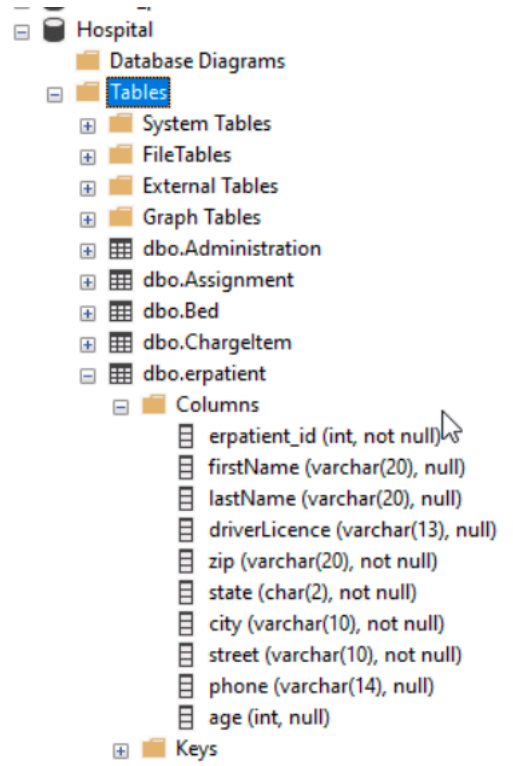 Hospital
Database Diagrams
Tables
System Tables
FileTables
External Tables
Graph Tables
dbo.Administration
dbo.Assignment
dbo.Bed
dbo.ChargeItem
dbo.erpatient
Columns
erpatient_id (int, not null)
firstName (varchar(20), null)
lastName (varchar(20), null)
driverLicence (varchar(13), null)
zip (varchar(20), not null)
state (char(2), not null)
city (varchar(10), not null)
street (varchar(10), not null)
phone (varchar(14), null)
age (int, null)
Keys